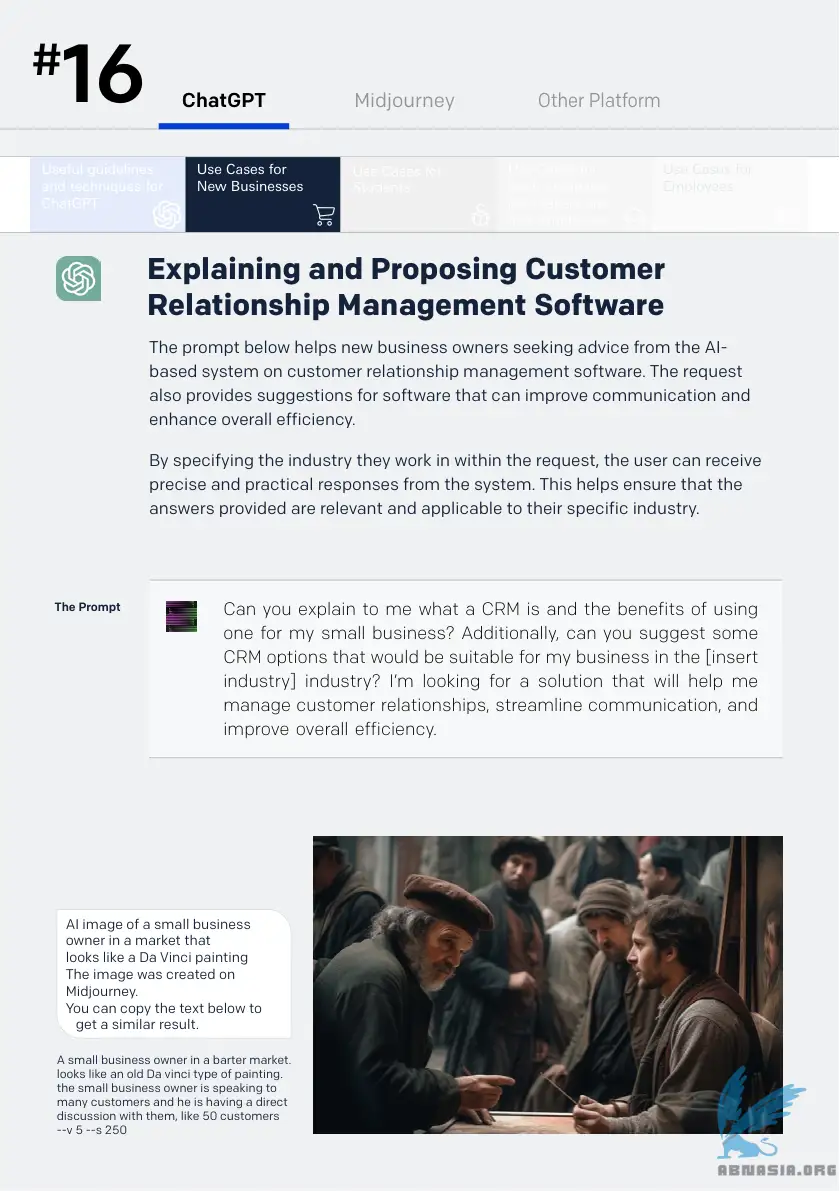 #16
ChatGPT
Midjourney
Other Platform
Useful guidelines
and techniques for
ChatGPT
Use Cases for
New Businesses
Use Cases for
Students
Use Cases for
Employees
Explaining and Proposing Customer
Relationship Management Software
The prompt below helps new business owners seeking advice from the AI-
based system on customer relationship management software. The request
also provides suggestions for software that can improve communication and
enhance overall efficiency.
By specifying the industry they work in within the request, the user can receive
precise and practical responses from the system. This helps ensure that the
answers provided are relevant and applicable to their specific industry.
The Prompt
Can you explain to me what a CRM is and the benefits of using
one for my small business? Additionally, can you suggest some
CRM options that would be suitable for my business in the [insert
industry] industry? I'm looking for a solution that will help me
manage customer relationships, streamline communication, and
improve overall efficiency.
AI image of a small business
owner in a market that
looks like a Da Vinci painting
The image was created on
Midjourney.
You can copy the text below to
get a similar result.
A small business owner in a barter market.
looks like an old Da vinci type of painting.
the small business owner is speaking to
many customers and he is having a direct
discussion with them, like 50 customers
--v 5 --s 250
ABNASIA.ORG